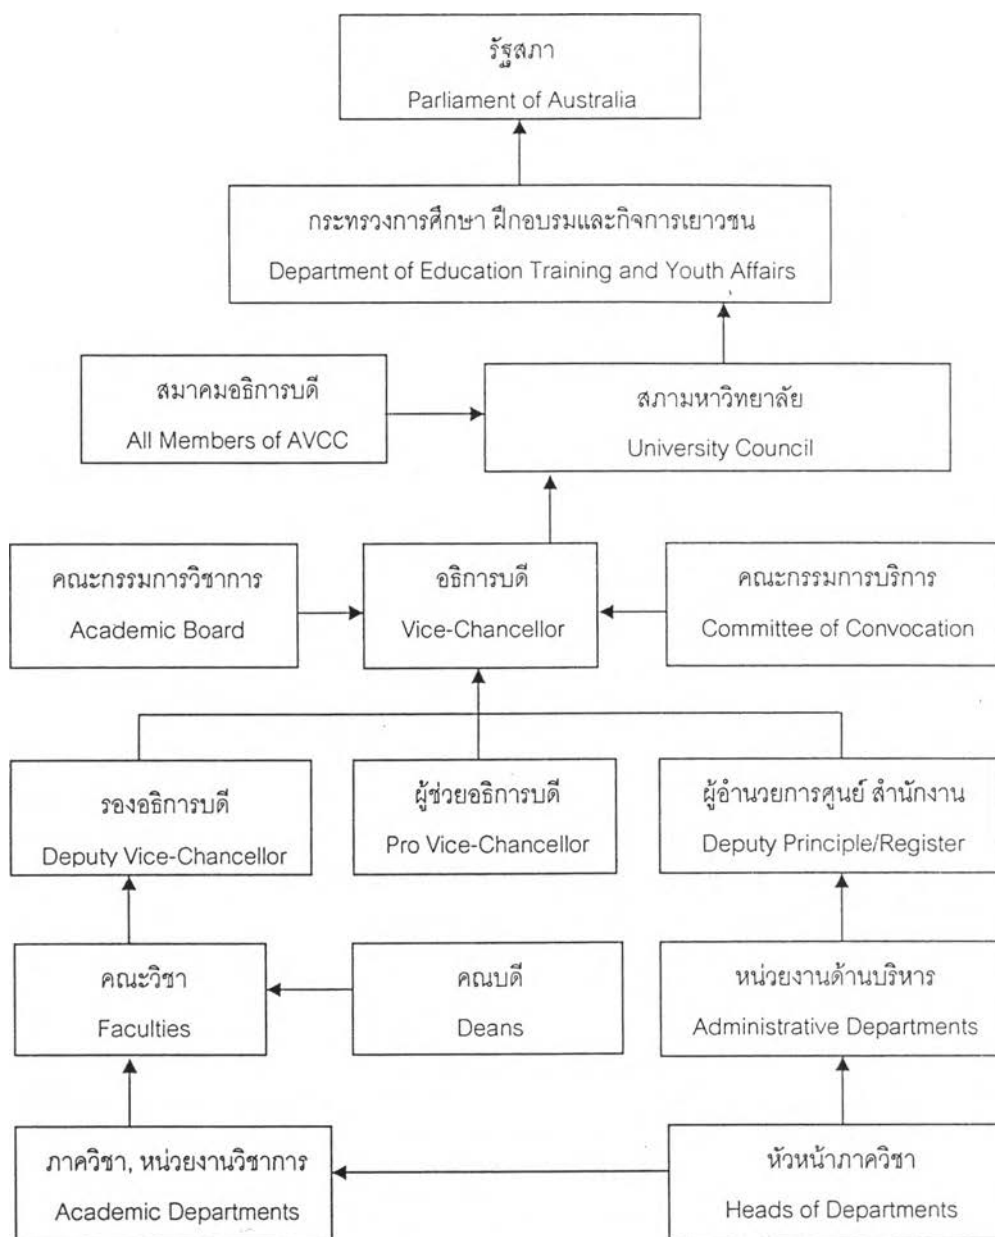 รัฐสภา
Parliament of Australia
กระทรวงการศึกษา ฝึกอบรมและกิจการเยาวชน
Department of Education Training and Youth Affairs
สมาคมอธิการบดี
All Members of AVCC
สภามหาวิทยาลัย
University Council
คณะกรรมการวิชาการ
Academic Board
อธิการบดี
Vice-Chancellor
คณะกรรมการบริการ
Committee of Convocation
รองอธิการบดี
Deputy Vice-Chancellor
ผู้ช่วยอธิการบดี
Pro Vice-Chancellor
ผู้อำนวยการศูนย์ สำนักงาน
Deputy Principle/Register
คณะวิชา
Faculties
คณบดี
Deans
หน่วยงานด้านบริหาร
Administrative Departments
ภาควิชา, หน่วยงานวิชาการ
Academic Departments
หัวหน้าภาควิชา
Heads of Departments